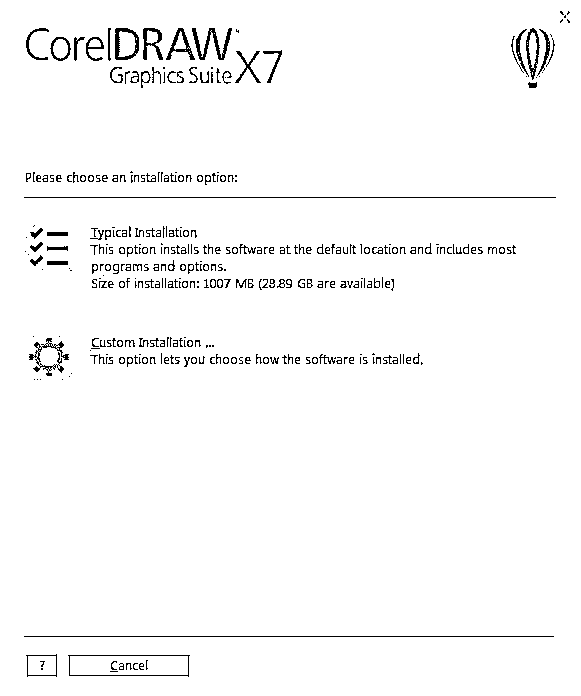 CorelDRAW™
Graphics Suite X7
X
Please choose an installation option:
Typical Installation
This option installs the software at the default location and includes most
programs and options.
Size of installation: 1007 MB (28.89 GB are available)
Custom Installation ...
This option lets you choose how the software is installed.
?
Cancel